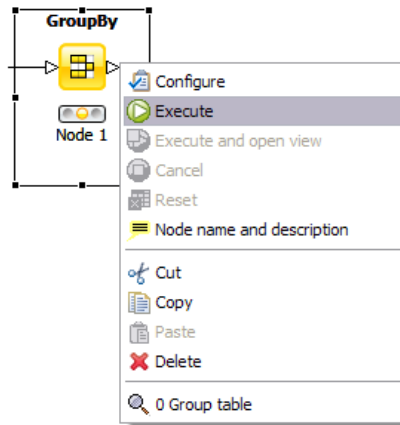 GroupBy
Node 1
Configure
Execute
Execute and open view
Cancel
Reset
Node name and description
Cut
Copy
Paste
Delete
0 Group table